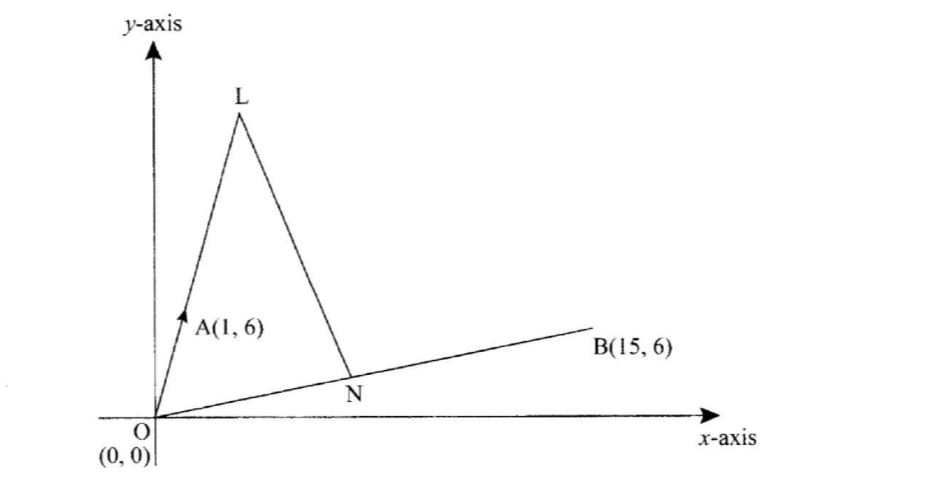 y-axis
L
A(1, 6)
B(15, 6)
N
O
x-axis
(0, 0)